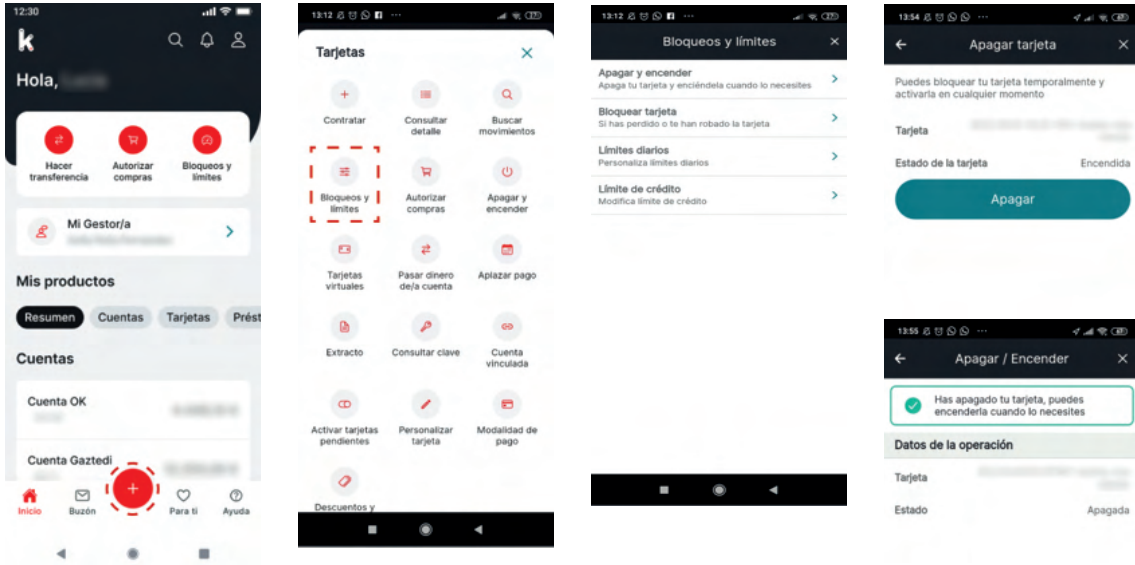 12:30
k
Hola,
Hacer
transferencia
Autorizar
compras
Bloqueos y
límites
Mi Gestor/a
Mis productos
Resumen
Cuentas
Tarjetas
Prést
Cuentas
Cuenta OK
Cuenta Gaztedi
Inicio
Buzón
Para ti
Ayuda
13:12
Tarjetas
Contratar
Consultar
detalle
Buscar
movimientos
Bloqueos y
límites
Autorizar
compras
Apagar y
encender
Tarjetas
virtuales
Pasar dinero
de/a cuenta
Aplazar pago
Extracto
Consultar clave
Cuenta
vinculada
Activar tarjetas
pendientes
Personalizar
tarjeta
Modalidad de
pago
Descuentos y
13:12
Bloqueos y límites
Apagar y encender
Apaga tu tarjeta y enciéndela cuando lo necesites
Bloquear tarjeta
Si has perdido o te han robado la tarjeta
Límites diarios
Personaliza límites diarios
Límite de crédito
Modifica límite de crédito
13:54
Apagar tarjeta
Puedes bloquear tu tarjeta temporalmente y
activarla en cualquier momento
Tarjeta
Estado de la tarjeta Encendida
Apagar
13:55
Apagar / Encender
Has apagado tu tarjeta, puedes
encenderla cuando lo necesites
Datos de la operación
Tarjeta
Estado Apagada